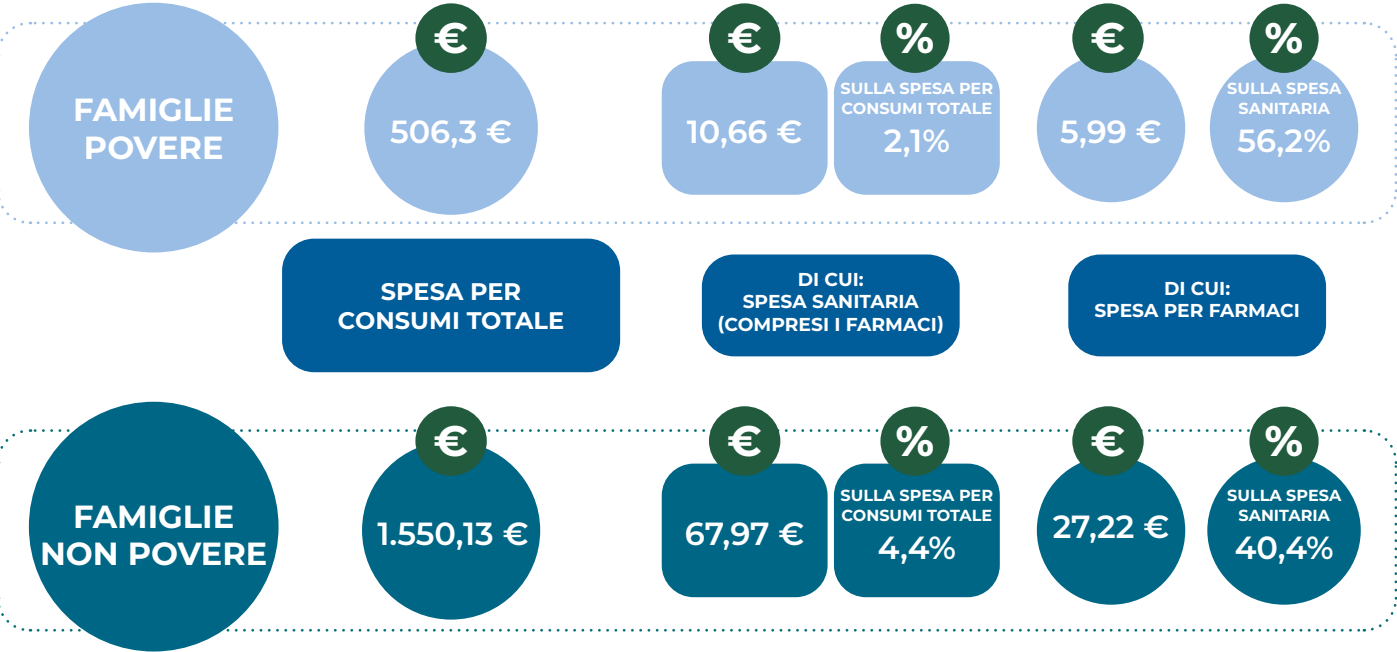 €
€
%
€
%
FAMIGLIE
POVERE
506,3 €
10,66 €
SULLA SPESA PER
CONSUMI TOTALE
2,1%
5,99 €
SULLA SPESA
SANITARIA
56,2%
SPESA PER
CONSUMI TOTALE
DI CUI:
SPESA SANITARIA
(COMPRESI I FARMACI)
DI CUI:
SPESA PER FARMACI
€
€
%
€
%
FAMIGLIE
NON POVERE
1.550,13 €
67,97 €
SULLA SPESA PER
CONSUMI TOTALE
4,4%
27,22 €
SULLA SPESA
SANITARIA
40,4%